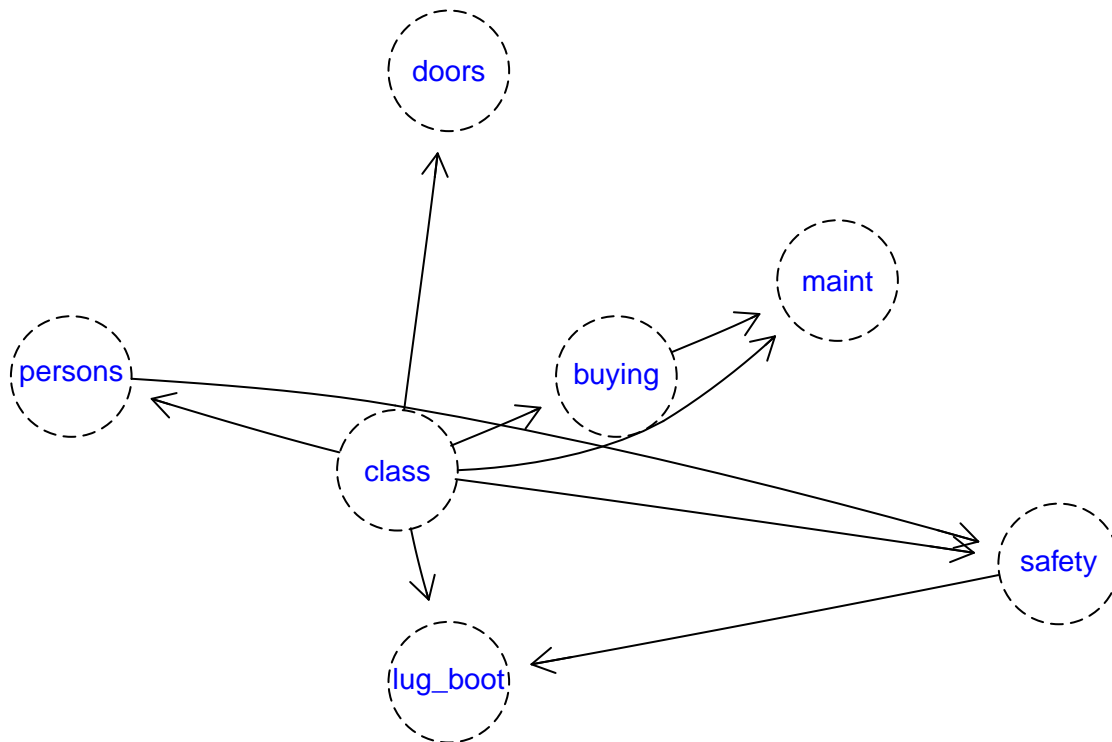 doors
maint
persons
buying
class
safety
lug_boot